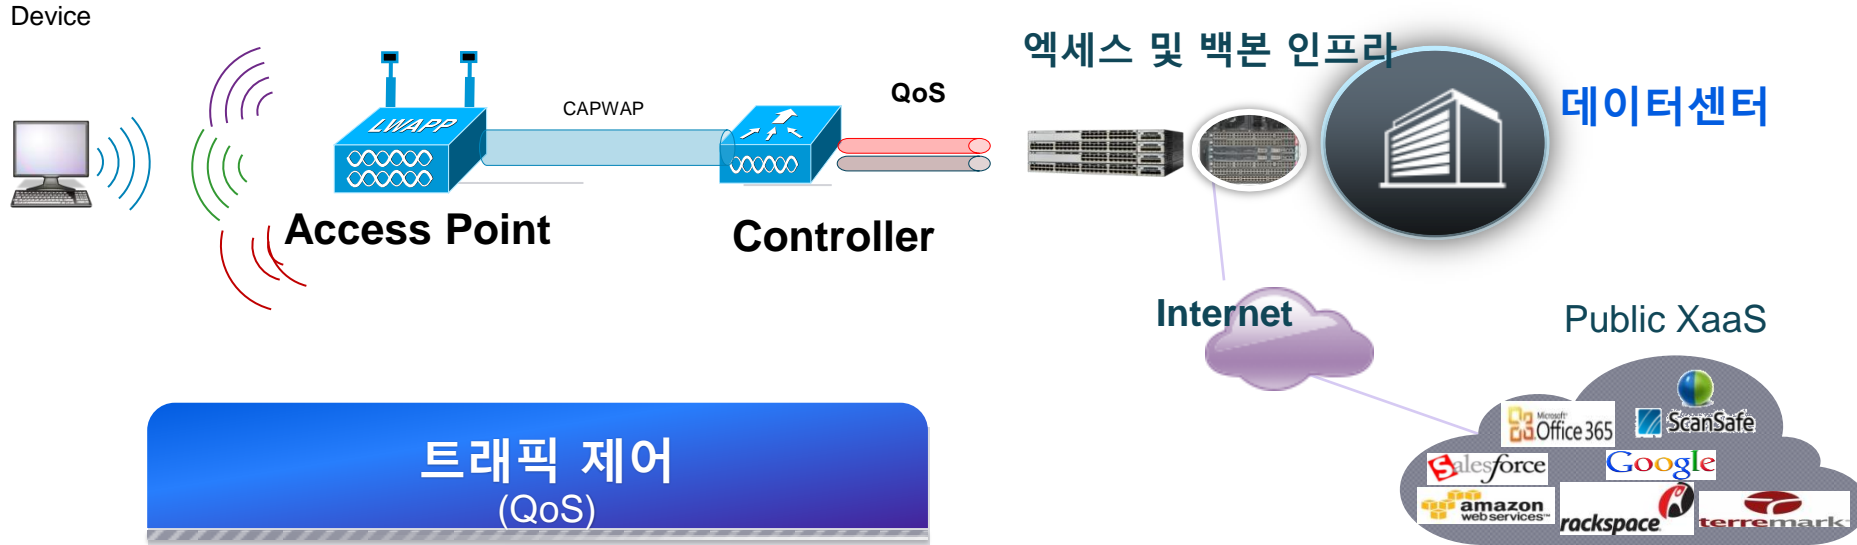 Device
엑세스 및 백본 인프라
데이터센터
QoS
CAPWAP
LWAPP
Access Point
Controller
Internet
Public XaaS
Microsoft
Office 365
ScanSafe
Salesforce
Google
amazon
webservices™
rackspace
terremark
트래픽 제어
(QoS)